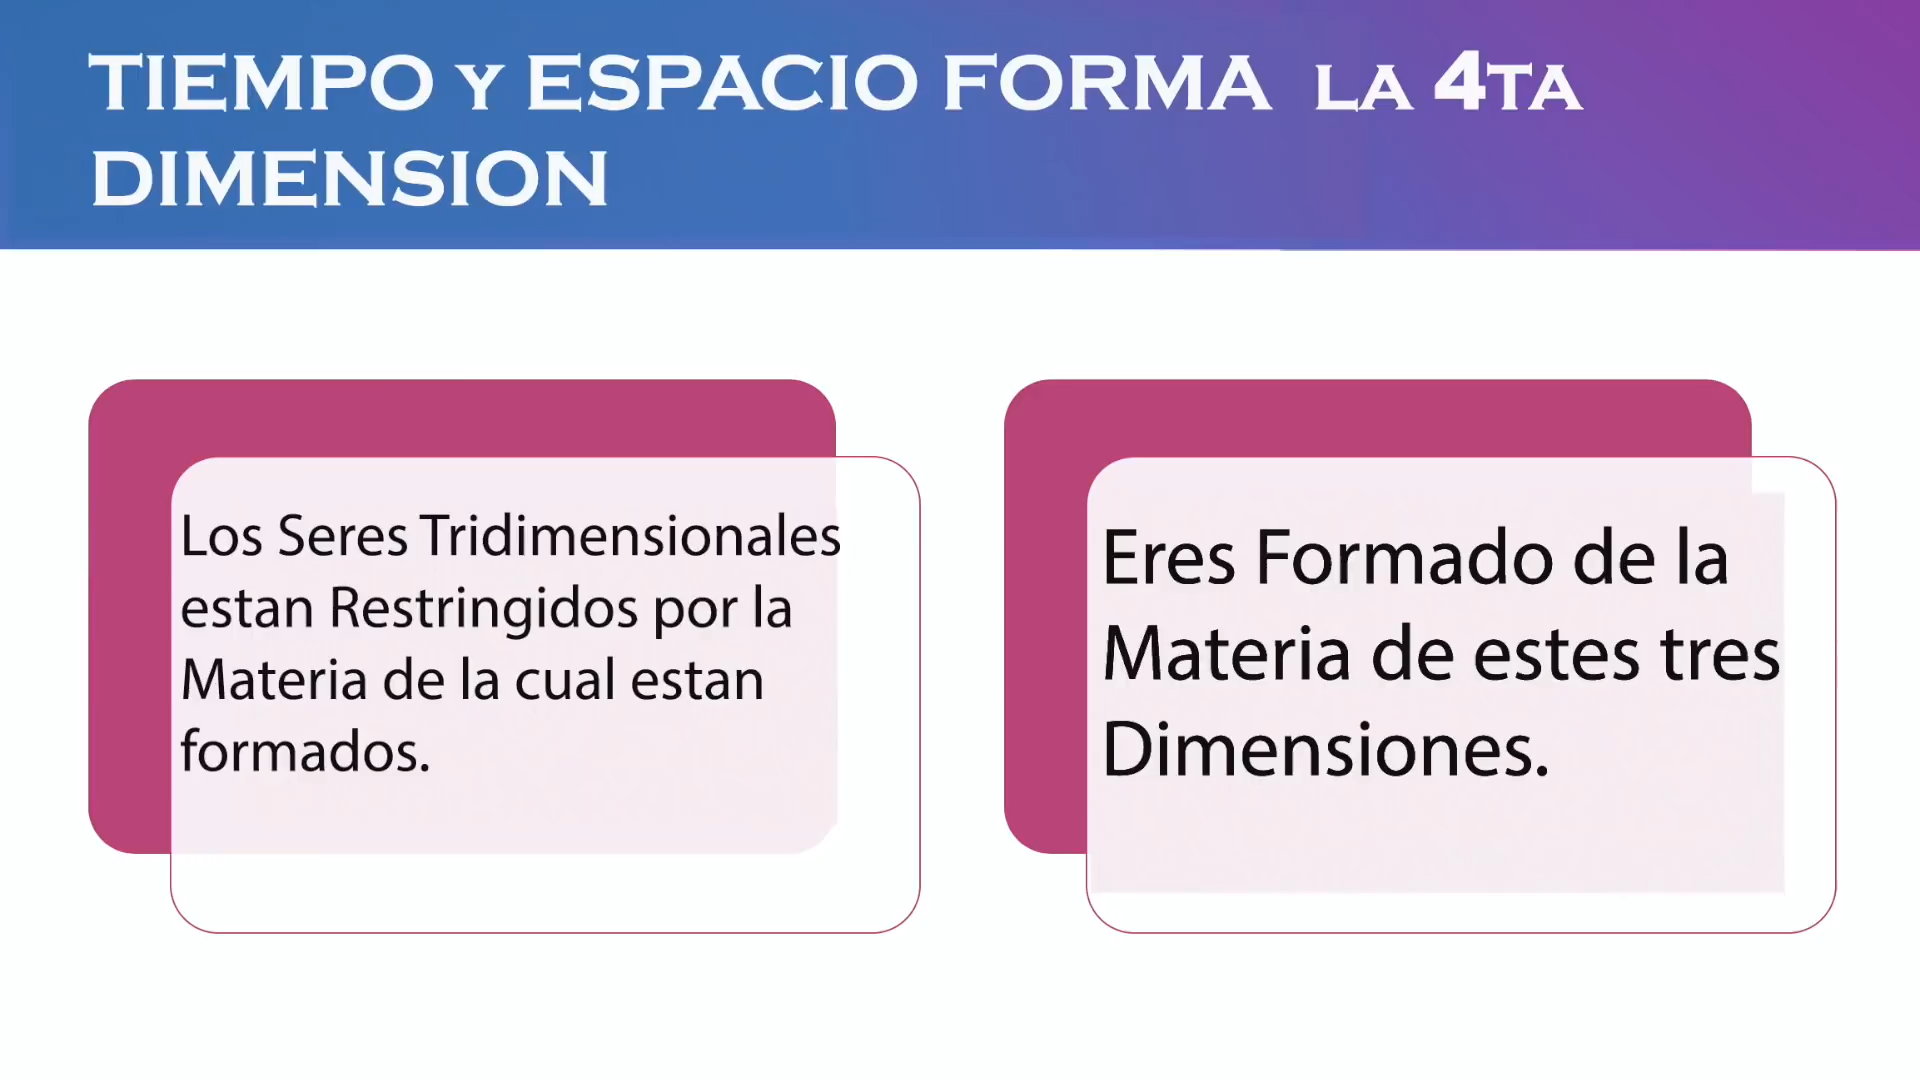 TIEMPO Y ESPACIO FORMA LA 4TA
DIMENSION
Los Seres Tridimensionales
estan Restringidos por la
Materia de la cual estan
formados.
Eres Formado de la
Materia de estes tres
Dimensiones.